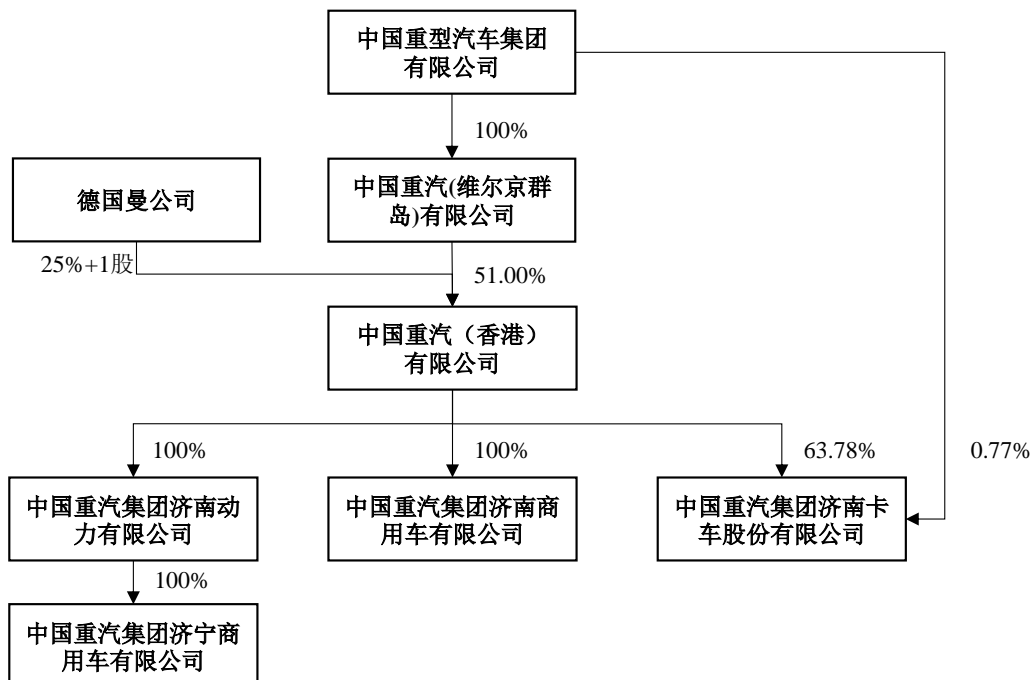 中国重型汽车集团
有限公司
100%
德国曼公司
中国重汽(维尔京群
岛)有限公司
25%+1股
51.00%
中国重汽（香港）
有限公司
100%
100%
63.78%
0.77%
中国重汽集团济南动
力有限公司
中国重汽集团济南商
用车有限公司
中国重汽集团济南卡
车股份有限公司
100%
中国重汽集团济宁商
用车有限公司